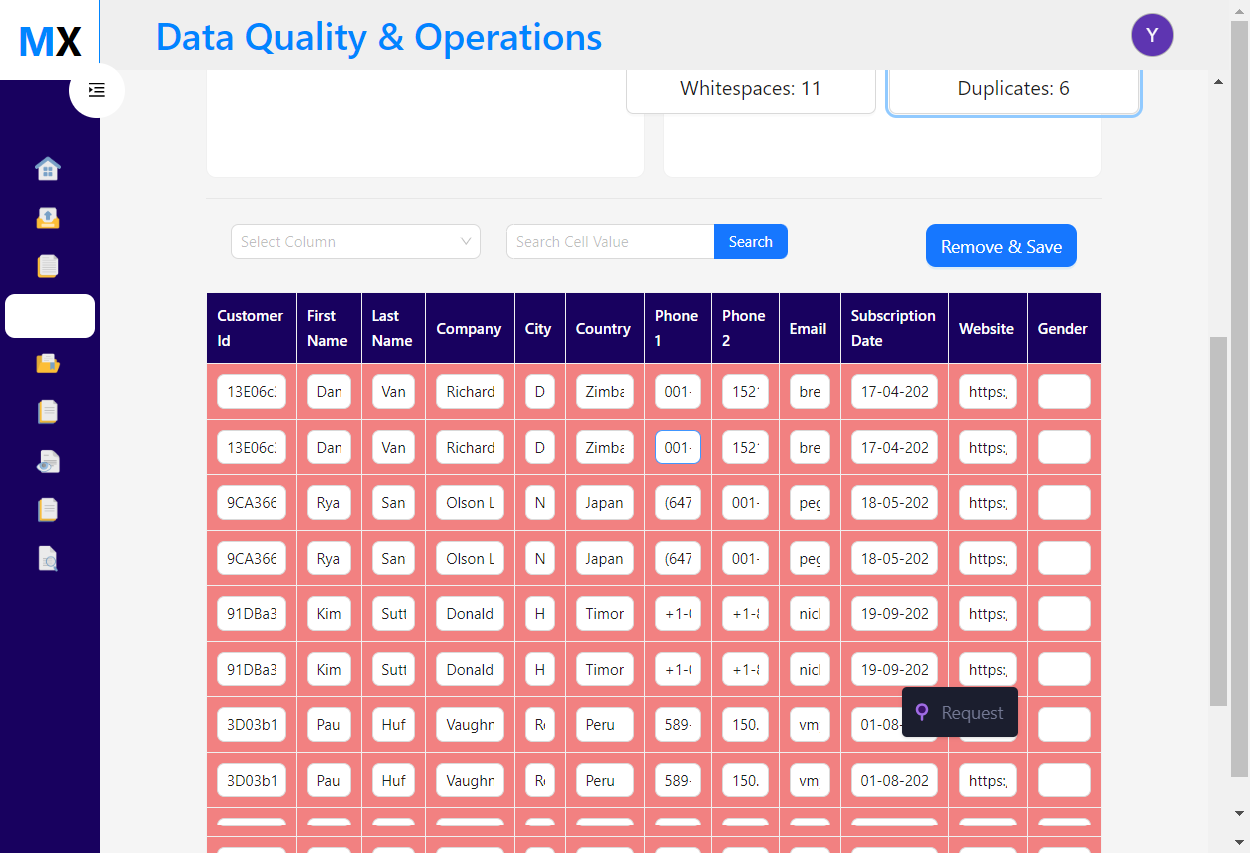 MX
Data Quality & Operations
Y
Whitespaces: 11
Duplicates: 6
Select Column
Search Cell Value
Search
Remove & Save
Customer Id
First Name
Last Name
Company
City
Country
Phone 1
Phone 2
Email
Subscription Date
Website
Gender
13E06c Dan Van Richard D Zimba 001- 152 bre 17-04-202 https:
13E06c Dan Van Richard D Zimba 001- 152 bre 17-04-202 https:
9CA366 Rya San Olson L N Japan (647 001- peg 18-05-202 https:
9CA366 Rya San Olson L N Japan (647 001- peg 18-05-202 https:
91DBa3 Kim Sutt Donald H Timor +1- +1- nic 19-09-202 https:
91DBa3 Kim Sutt Donald H Timor +1- +1- nic 19-09-202 https:
3D03b1 Pau Huf Vaughn R Peru 589- 150. vm 01-08-
Request
3D03b1 Pau Huf Vaughn R Peru 589- 150. vm 01-08-202 https: